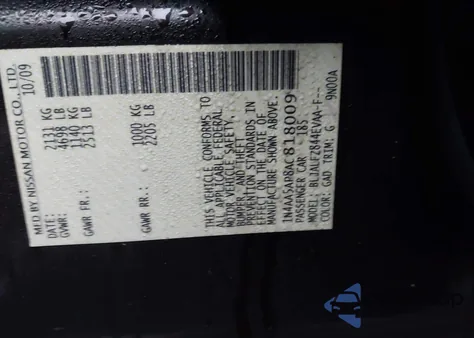 MFD BY NISSAN MOTOR CO., LTD.
DATE: 10/09
GVWR: 2131 KG
4698 LB
GAWR FR.: 1140 KG
2513 LB
GAWR RR.: 1000 KG
2205 LB
THIS VEHICLE CONFORMS TO
ALL APPLICABLE FEDERAL
MOTOR VEHICLE SAFETY,
BUMPER AND THEFT
PREVENTION STANDARDS IN
EFFECT ON THE DATE OF
MANUFACTURE SHOWN ABOVE.
1N4AA5AP8AC818009
PASSENGER CAR 185
MODEL: BLJALFZ844EVAA-F--
COLOR: GAD TRIM: G 9N00A